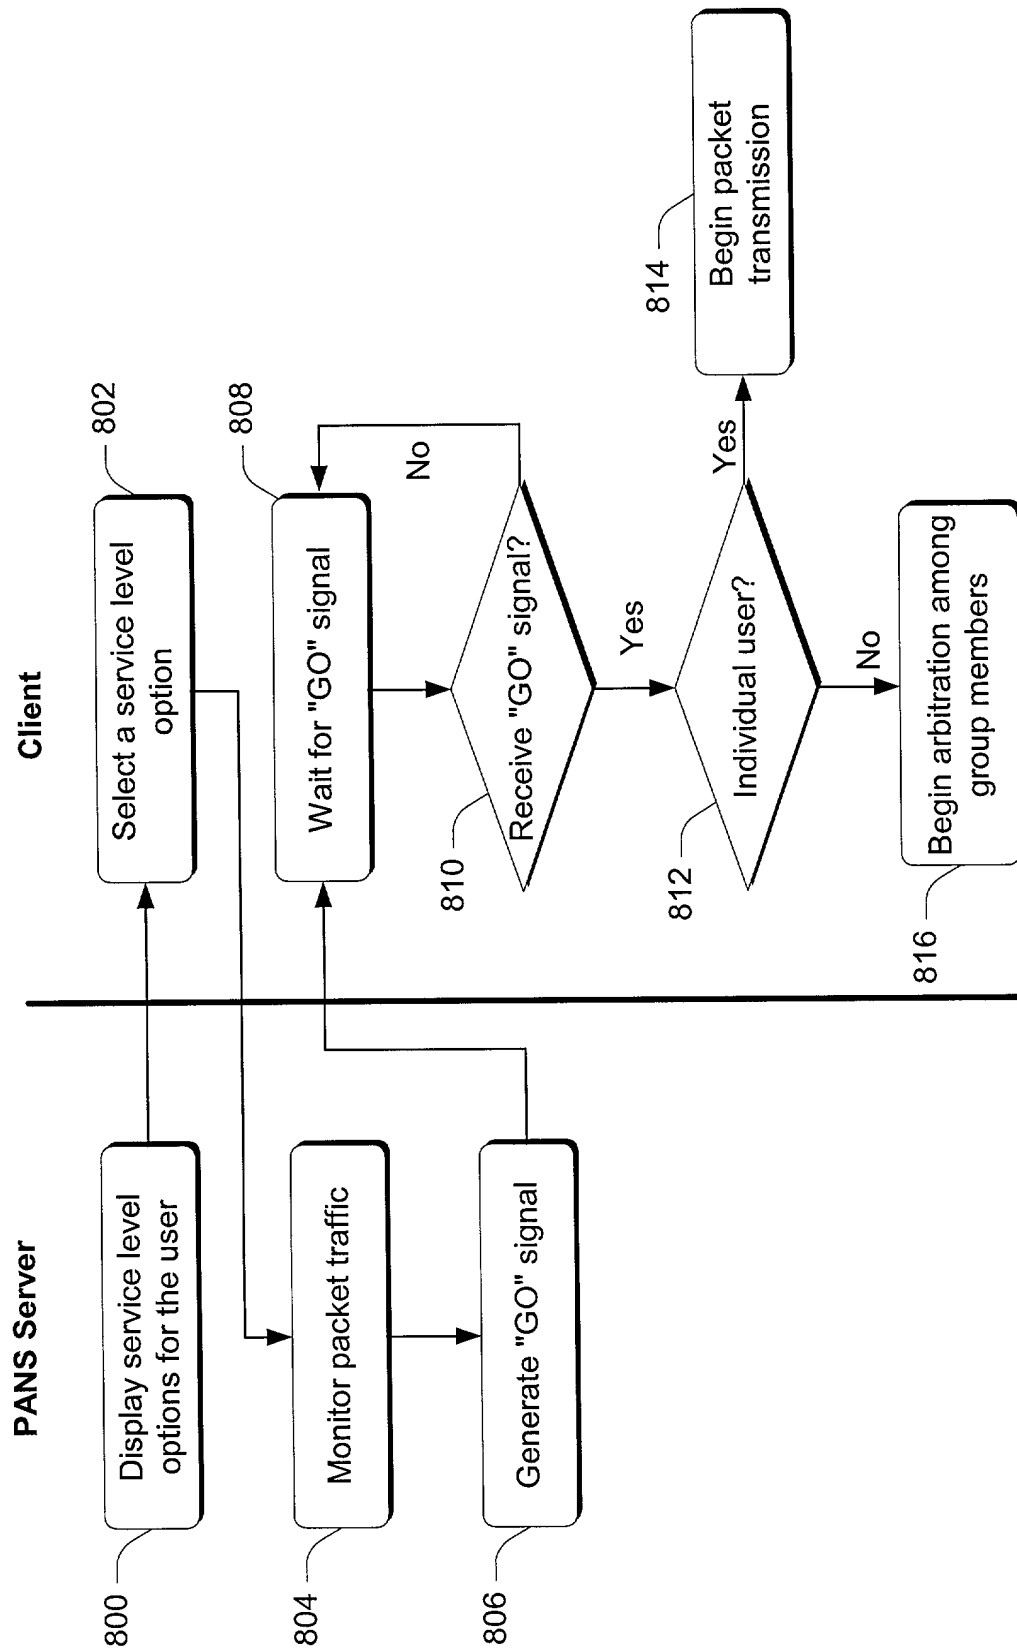 PANS Server
Client
800
Display service level
options for the user
802
Select a service level
option
804
Monitor packet traffic
806
Generate "GO" signal
808
Wait for "GO" signal
No
810
Receive "GO" signal?
Yes
812
Individual user?
Yes
814
Begin packet
transmission
No
816
Begin arbitration among
group members